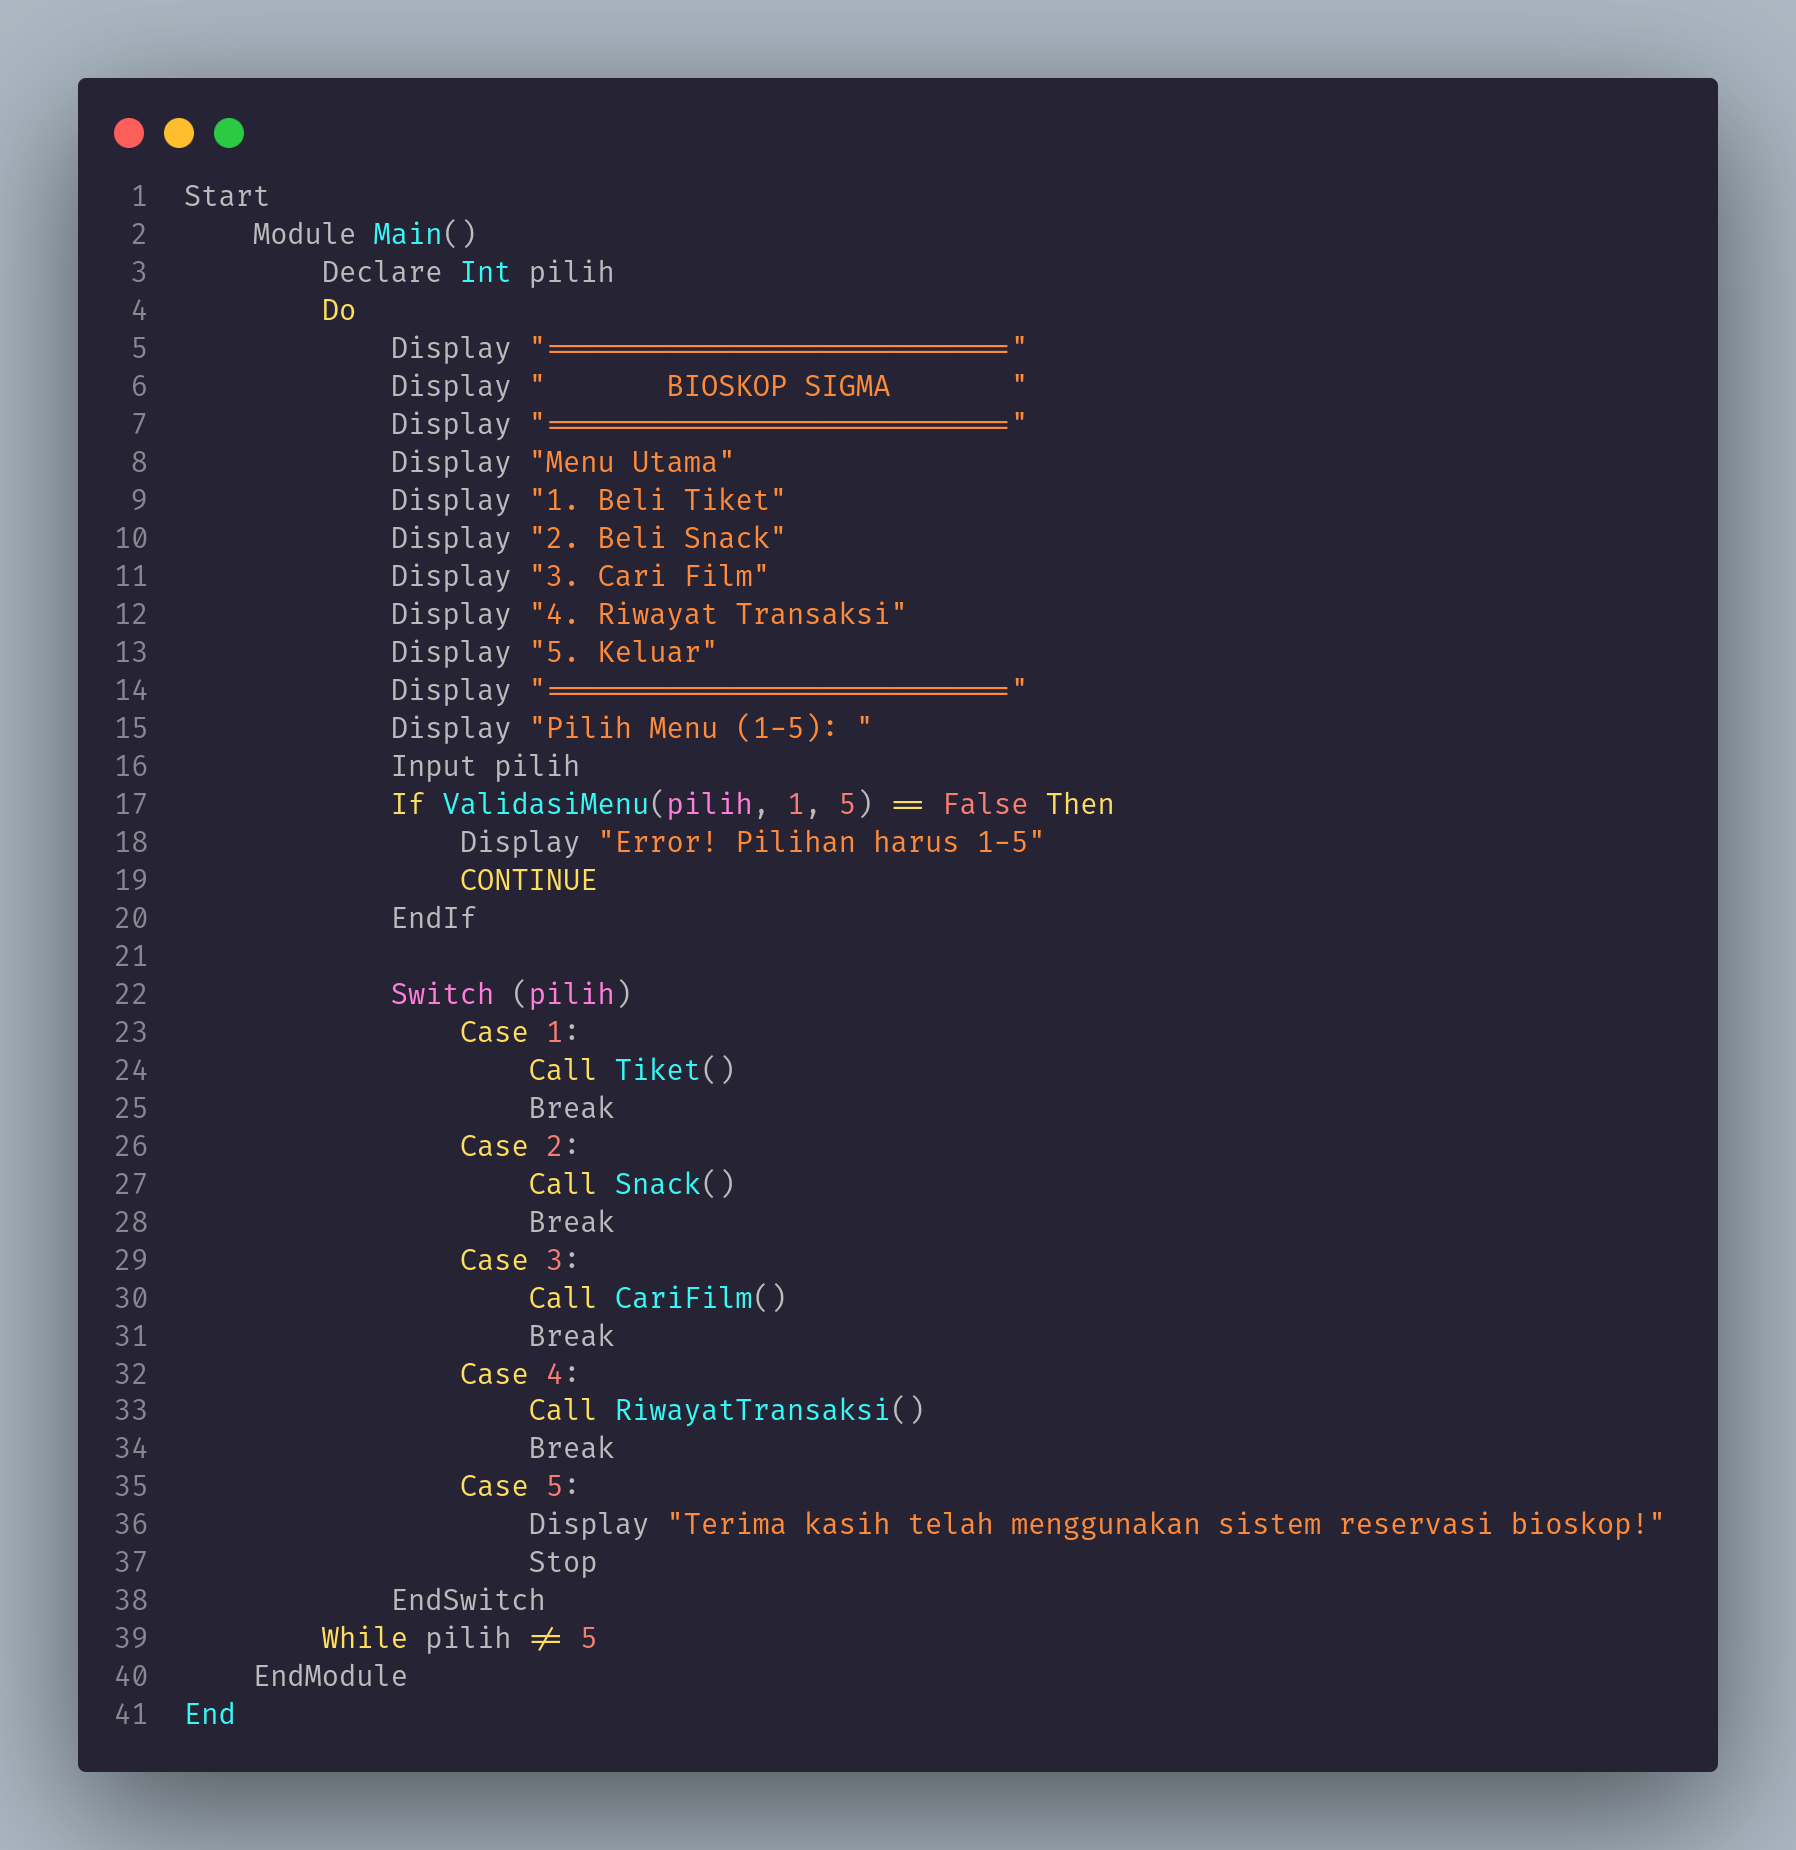 1 Start
2     Module Main()
3         Declare Int pilih
4         Do
5             Display "==========================="
6             Display "       BIOSKOP SIGMA       "
7             Display "==========================="
8             Display "Menu Utama"
9             Display "1. Beli Tiket"
10             Display "2. Beli Snack"
11             Display "3. Cari Film"
12             Display "4. Riwayat Transaksi"
13             Display "5. Keluar"
14             Display "==========================="
15             Display "Pilih Menu (1-5): "
16             Input pilih
17             If ValidasiMenu(pilih, 1, 5) == False Then
18                 Display "Error! Pilihan harus 1-5"
19                 CONTINUE
20             EndIf
21
22             Switch (pilih)
23                 Case 1:
24                     Call Tiket()
25                     Break
26                 Case 2:
27                     Call Snack()
28                     Break
29                 Case 3:
30                     Call CariFilm()
31                     Break
32                 Case 4:
33                     Call RiwayatTransaksi()
34                     Break
35                 Case 5:
36                     Display "Terima kasih telah menggunakan sistem reservasi bioskop!"
37                     Stop
38             EndSwitch
39         While pilih != 5
40     EndModule
41 End